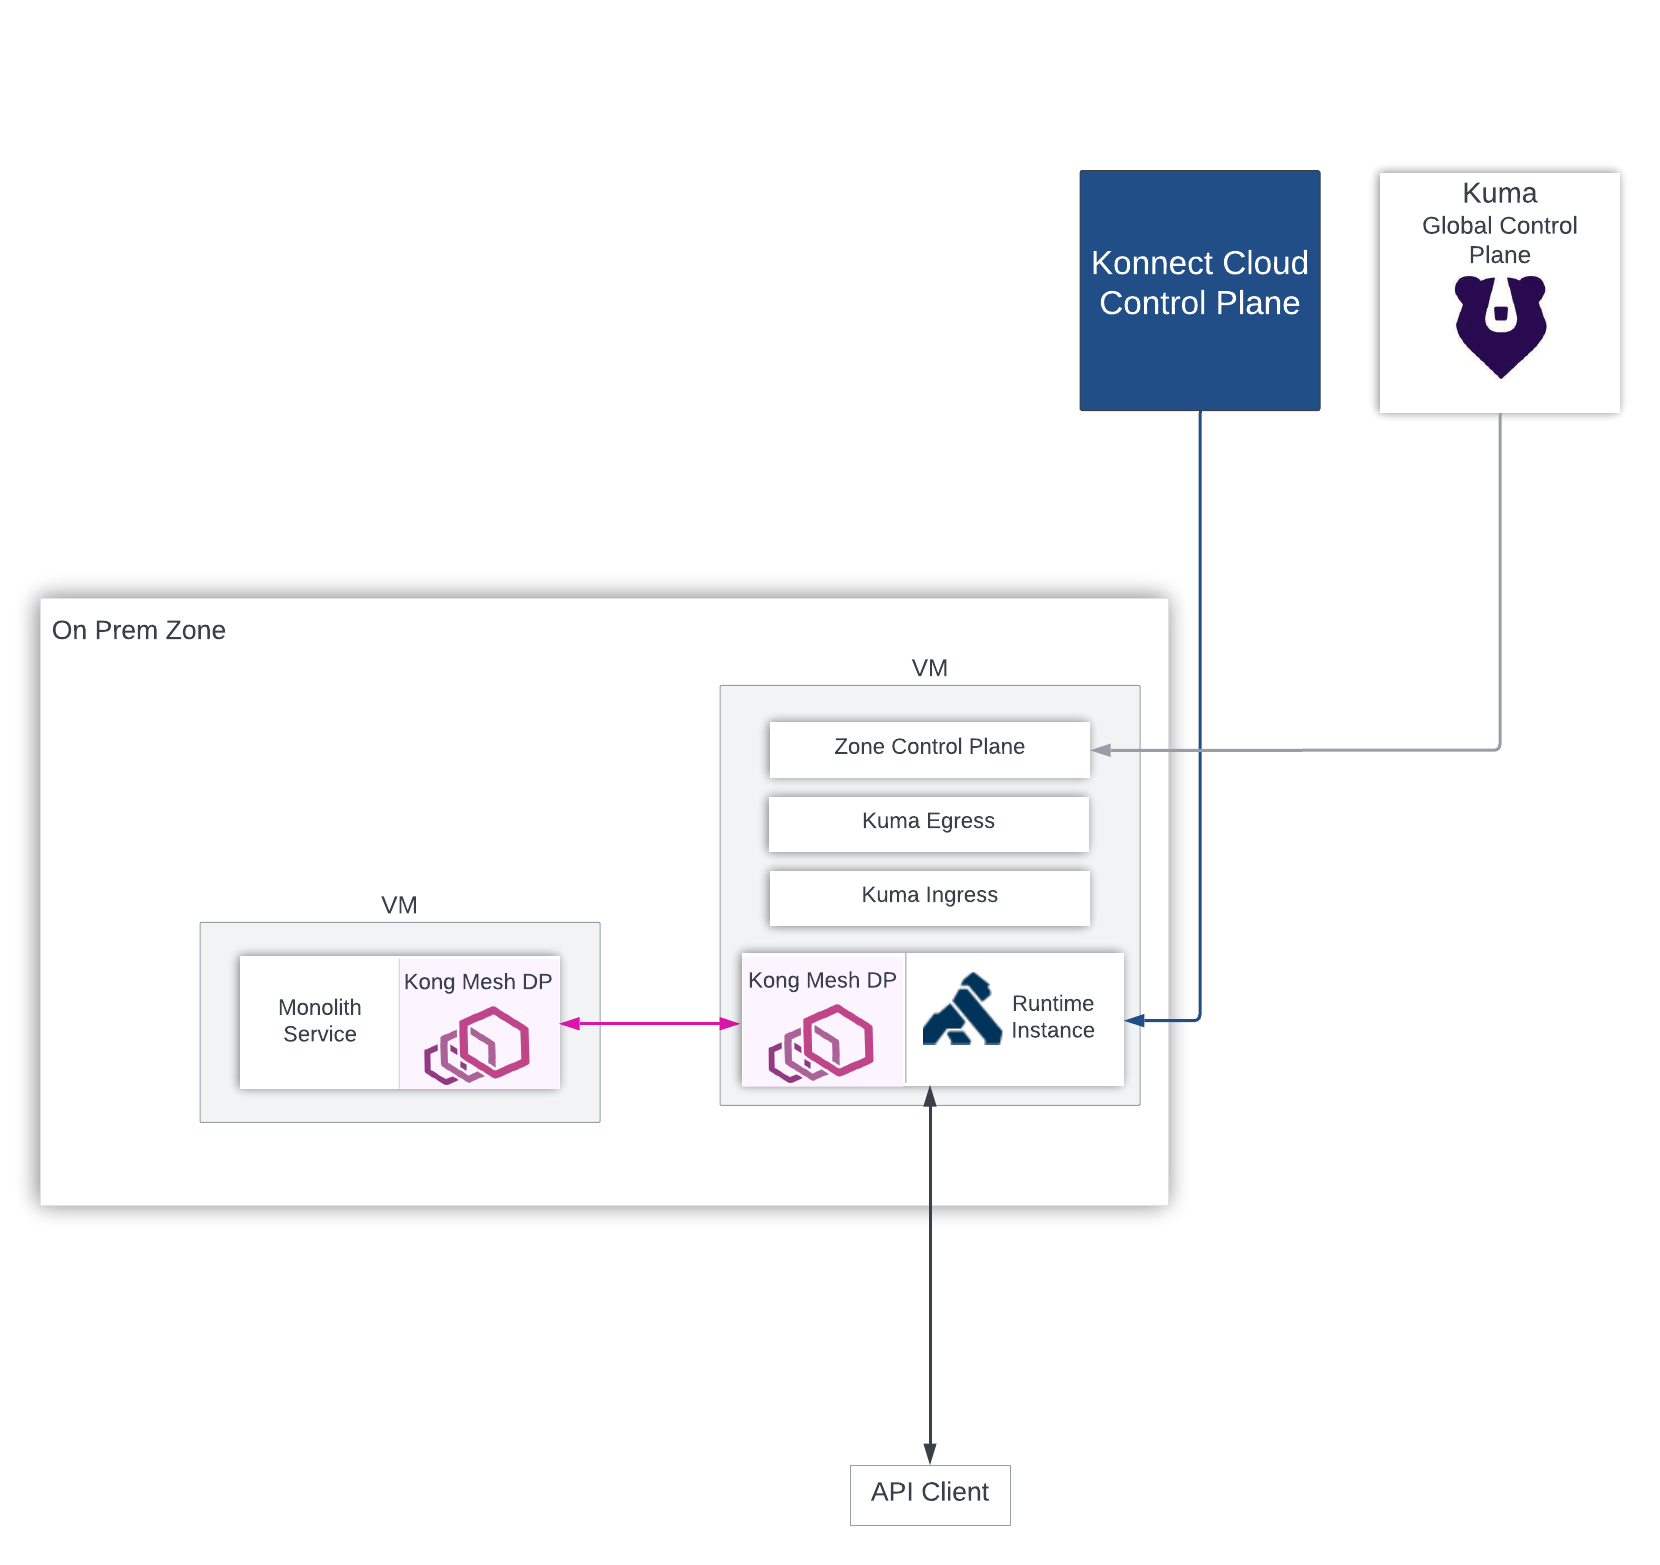 Konnect Cloud
Control Plane
Kuma
Global Control
Plane
On Prem Zone
VM
Zone Control Plane
Kuma Egress
Kuma Ingress
VM
Monolith
Service
Kong Mesh DP
Kong Mesh DP
Runtime
Instance
API Client